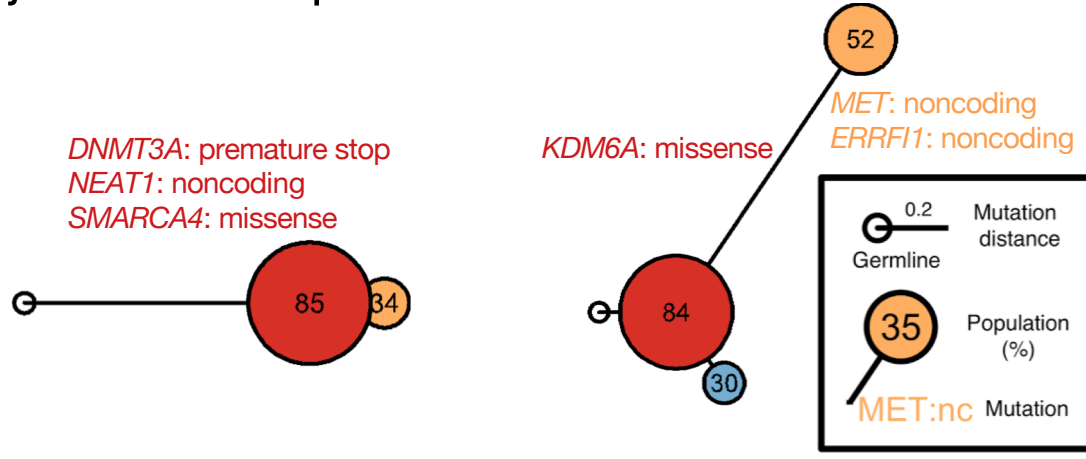 DNMT3A: premature stop
NEAT1: noncoding
SMARCA4: missense
85
34
KDM6A: missense
52
MET: noncoding
ERRFI1: noncoding
84
30
0.2
Mutation
distance
Germline
35
Population
(%)
MET:nc Mutation